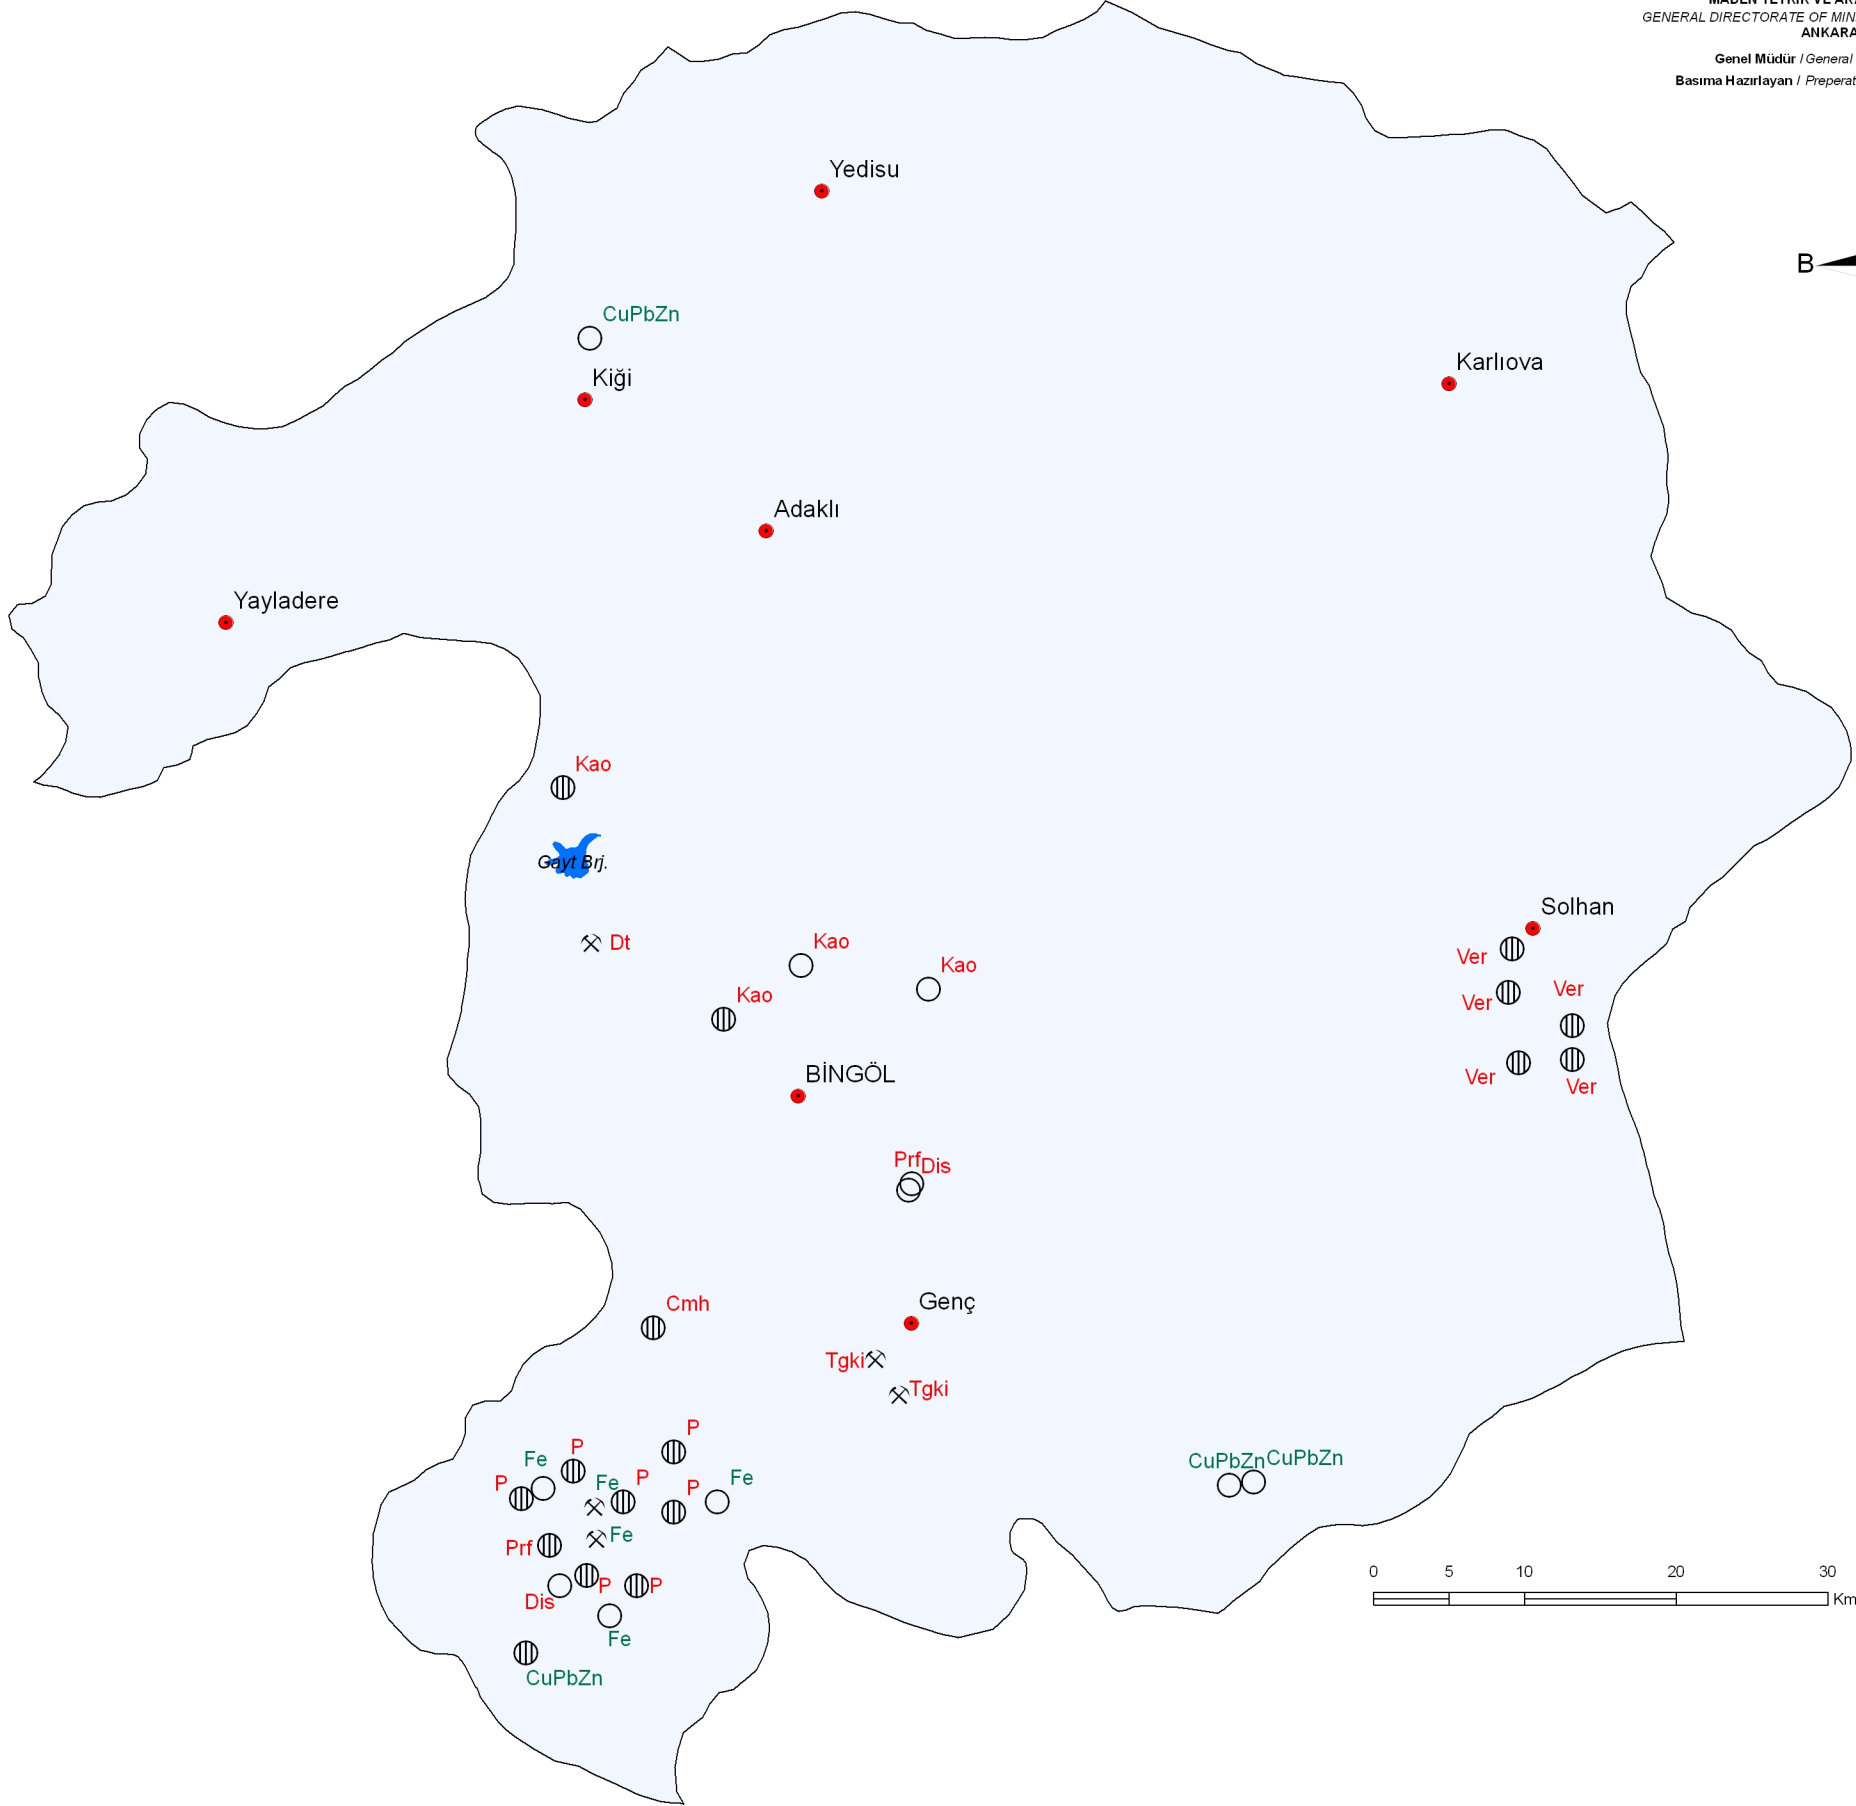 GENERAL DIRECTORATE OF MIN
ANKARA
Genel Müdür / General
Basıma Hazırlayan / Preperat
Yedisu
B
CuPbZn
Kiği
Karlıova
Adaklı
Yayladere
Kao
Gayt Brj.
Solhan
Dt
Kao
Kao
Ver
Kao
Ver
Ver
BİNGÖL
Ver
Ver
Prf Dis
Genç
Cmh
Tgki
Tgki
P
P
Fe
CuPbZn CuPbZn
P
Fe
P
P
Fe
Fe
Prf
0 5 10 20 30
Km
P
P
Dis
Fe
CuPbZn